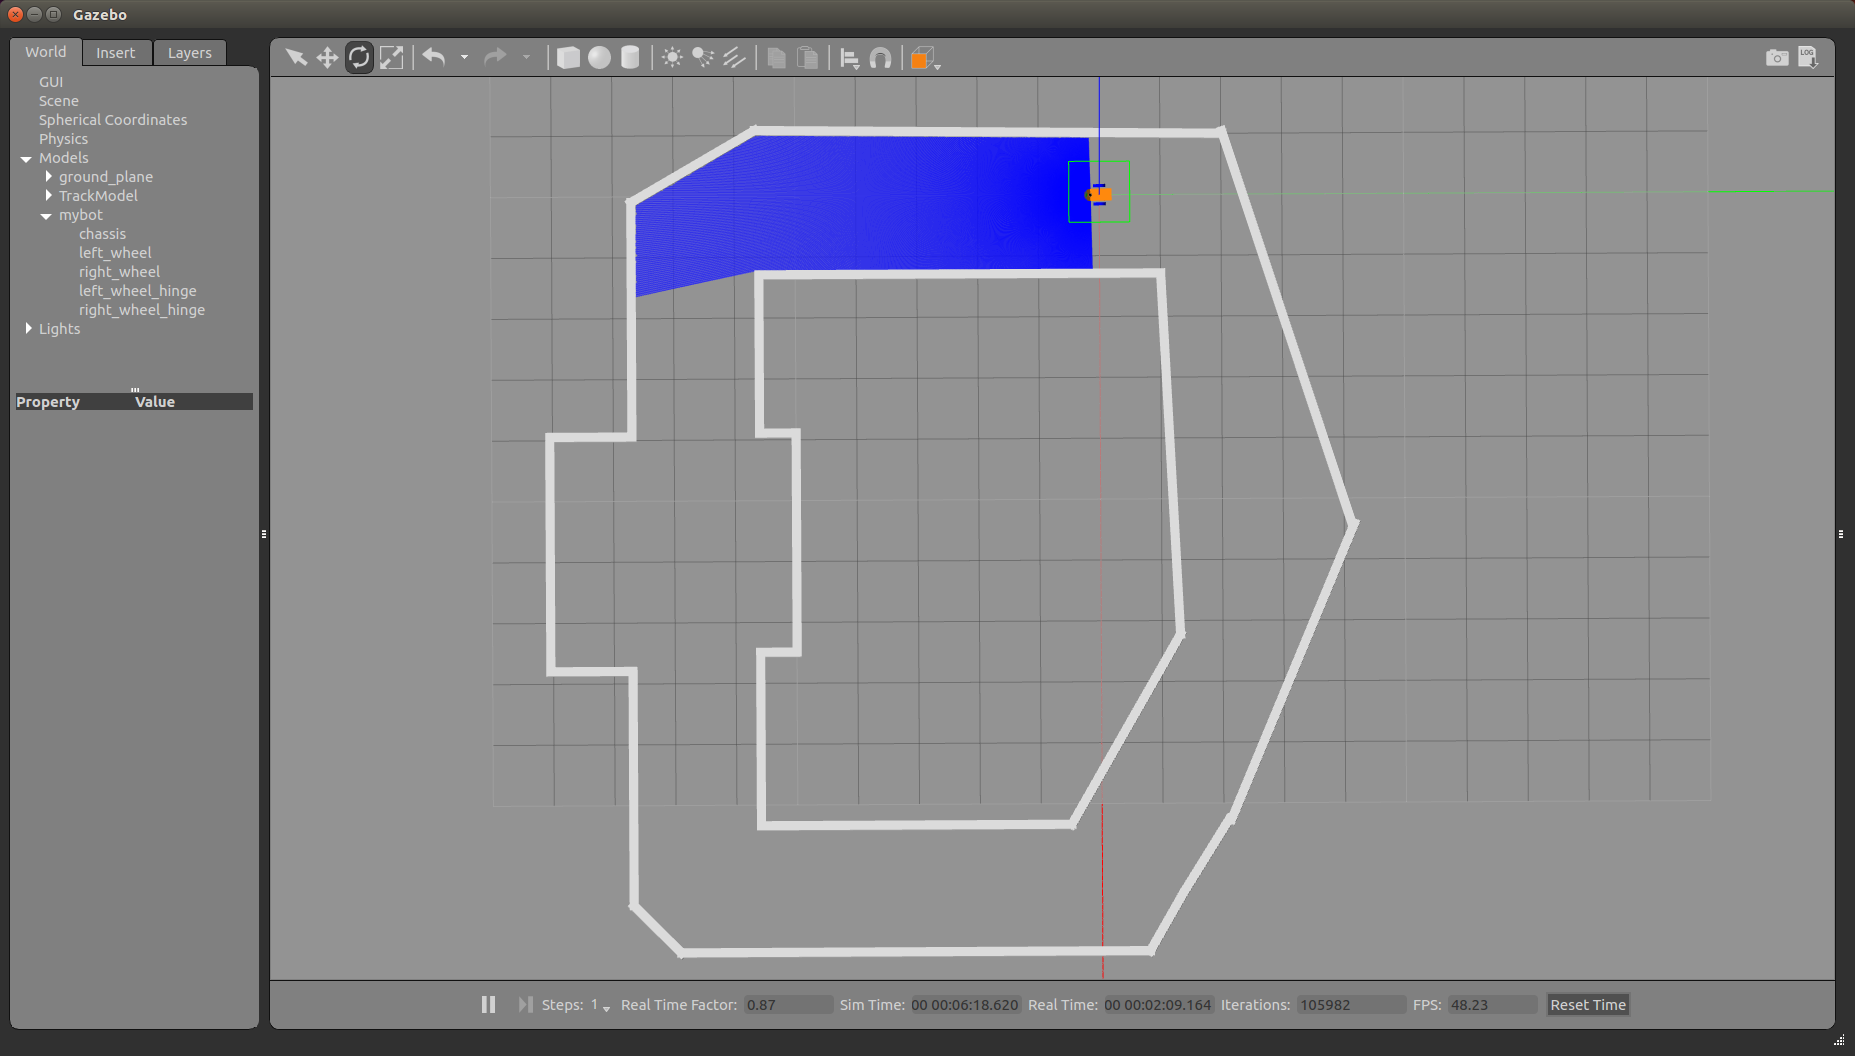 Gazebo
World Insert Layers
GUI
Scene
Spherical Coordinates
Physics
Models
ground_plane
TrackModel
mybot
chassis
left_wheel
right_wheel
left_wheel_hinge
right_wheel_hinge
Lights
Property Value
LOG
Steps: 1 Real Time Factor: 0.87 Sim Time: 00 00:06:18.620 Real Time: 00 00:02:09.164 Iterations: 105982 FPS: 48.23 Reset Time